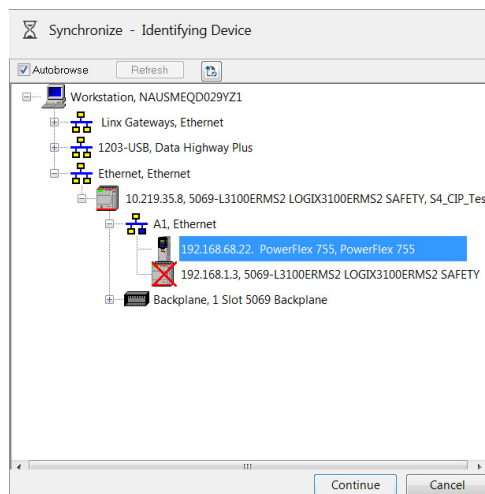 Synchronize - Identifying Device
Autobrowse
Refresh
Workstation, NAUSMEQD029YZ1
Linx Gateways, Ethernet
1203-USB, Data Highway Plus
Ethernet, Ethernet
10.219.35.8, 5069-L3100ERMS2 LOGIX3100ERMS2 SAFETY, S4_CIP_Tes
A1, Ethernet
192.168.68.22. PowerFlex 755, PowerFlex 755
192.168.1.3, 5069-L3100ERMS2 LOGIX3100ERMS2 SAFETY
Backplane, 1 Slot 5069 Backplane
Continue
Cancel